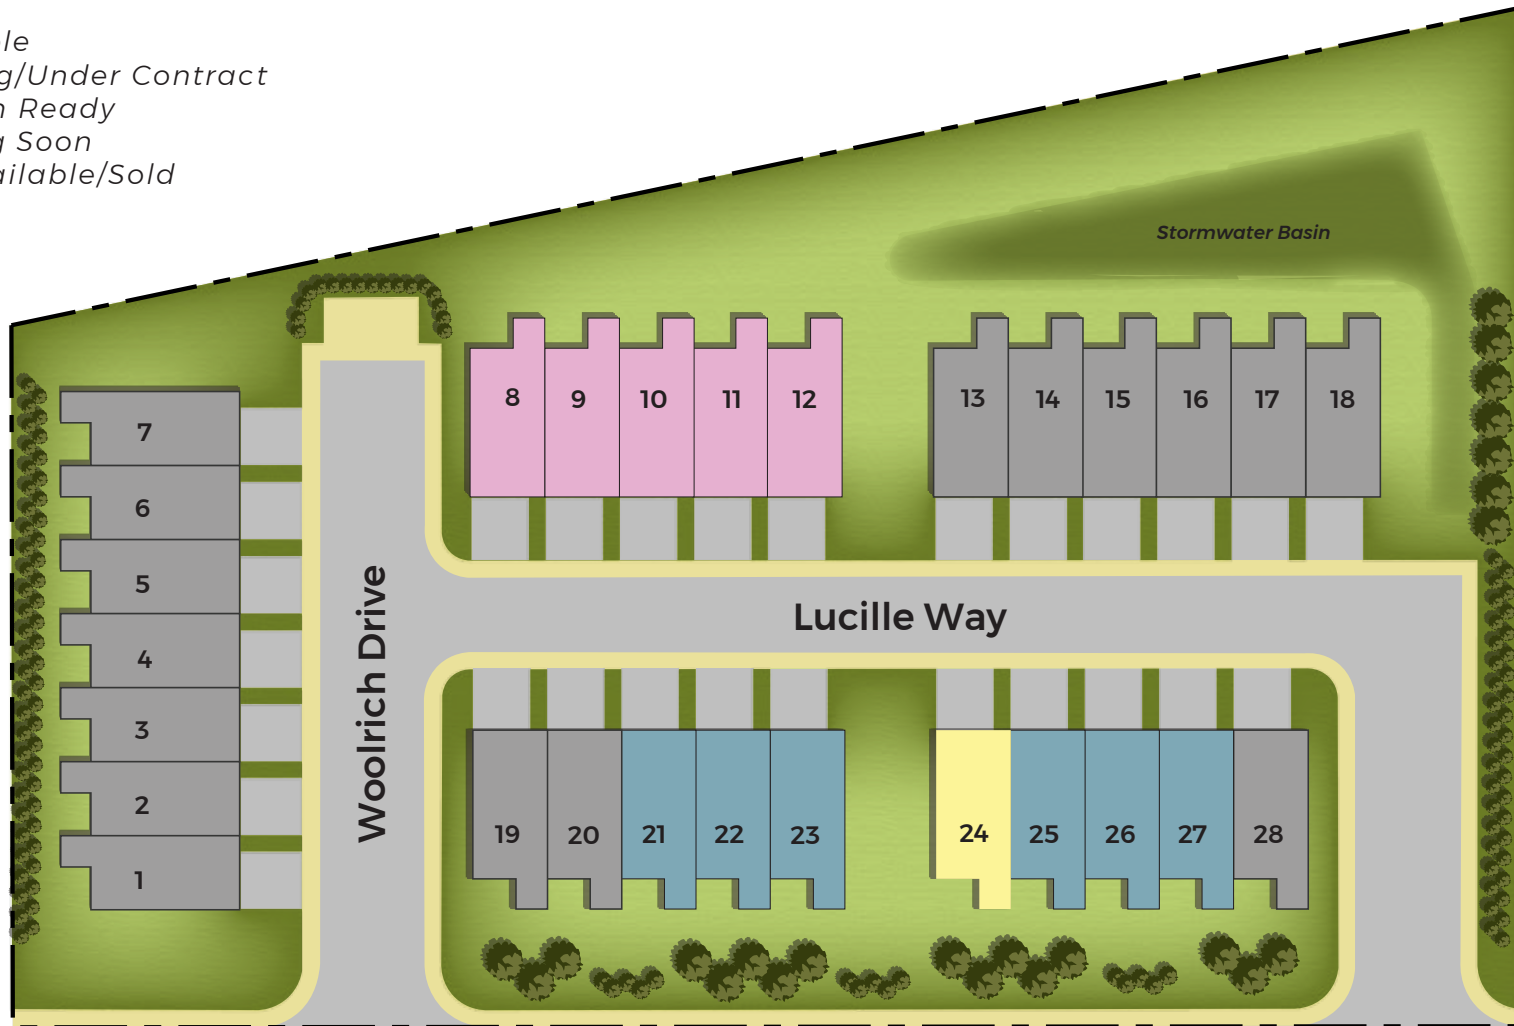 le
g/Under Contract
n Ready
g Soon
ailable/Sold
Stormwater Basin
8 9 10 11 12 13 14 15 16 17 18
7
6
5
4
3
2
1
Woolrich Drive
Lucille Way
19 20 21 22 23 24 25 26 27 28